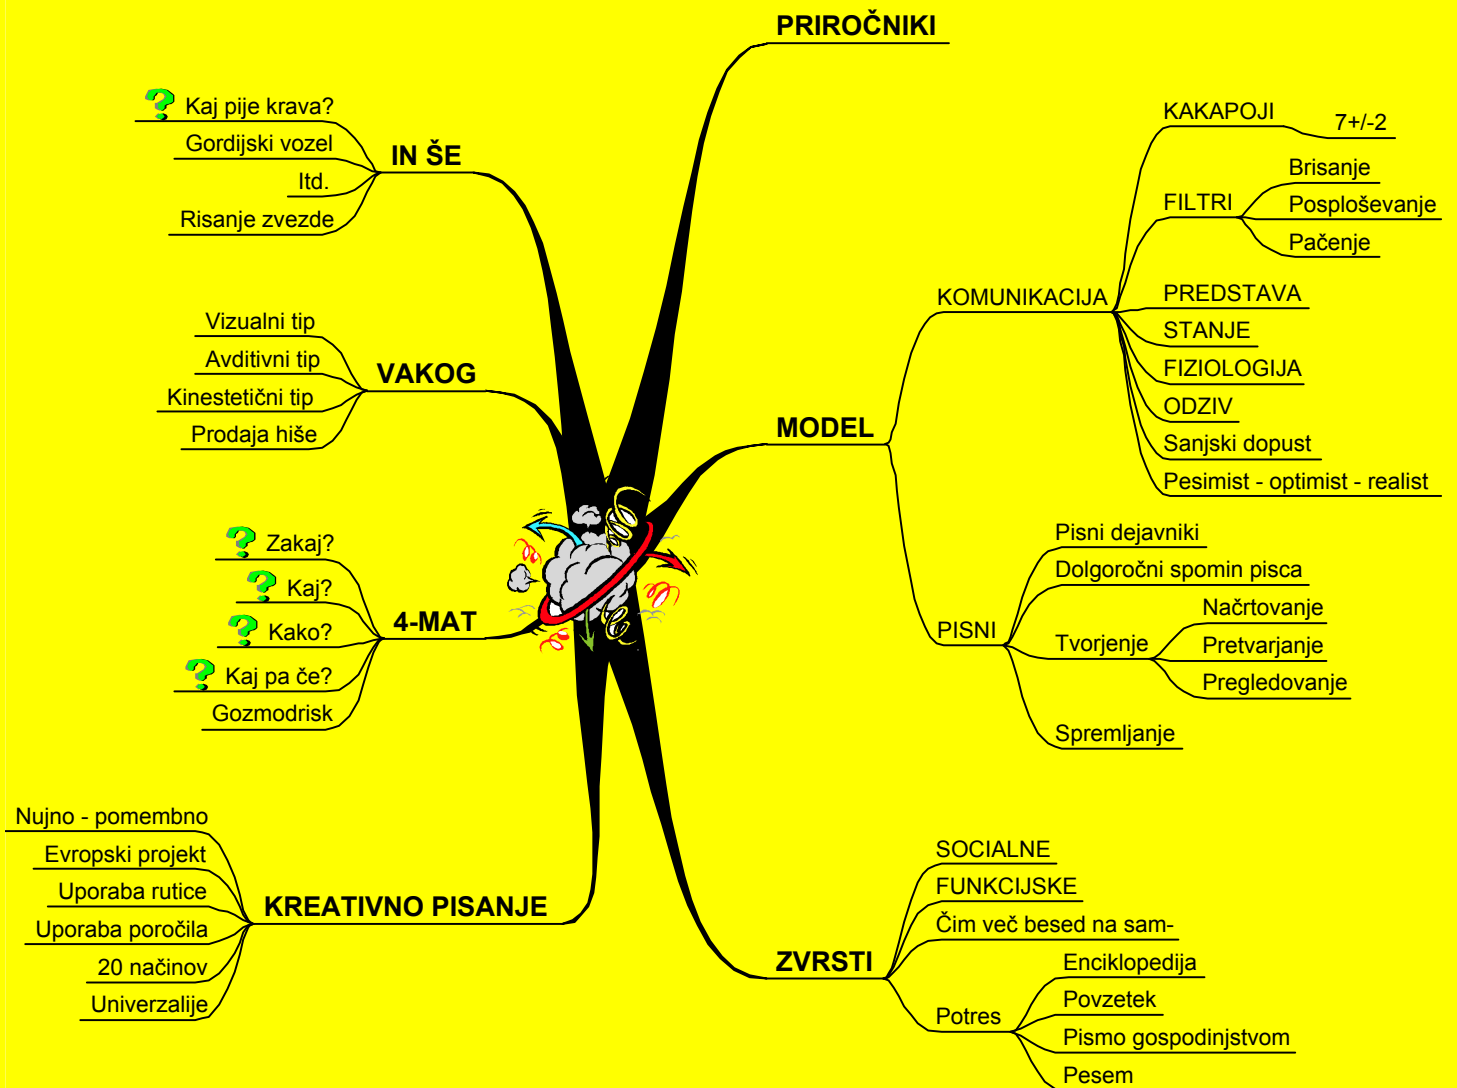 PRIROČNIKI
? Kaj pije krava?
Gordijski vozel
Itd.
Risanje zvezde
IN ŠE
Vizualni tip
Avditivni tip
Kinestetični tip
Prodaja hiše
VAKOG
? Zakaj?
? Kaj?
? Kako?
? Kaj pa če?
Gozmodrisk
4-MAT
Nujno - pomembno
Evropski projekt
Uporaba rutice
Uporaba poročila
20 načinov
Univerzalije
KREATIVNO PISANJE
MODEL
KOMUNIKACIJA
KAKAPOJI
7+/-2
FILTRI
Brisanje
Posploševanje
Pačenje
PREDSTAVA
STANJE
FIZIOLOGIJA
ODZIV
Sanjski dopust
Pesimist - optimist - realist
PISNI
Pisni dejavniki
Dolgoročni spomin pisca
Tvorjenje
Načrtovanje
Pretvarjanje
Pregledovanje
Spremljanje
ZVRSTI
SOCIALNE
FUNKCIJSKE
Čim več besed na sam-
Potres
Enciklopedija
Povzetek
Pismo gospodinjstvom
Pesem